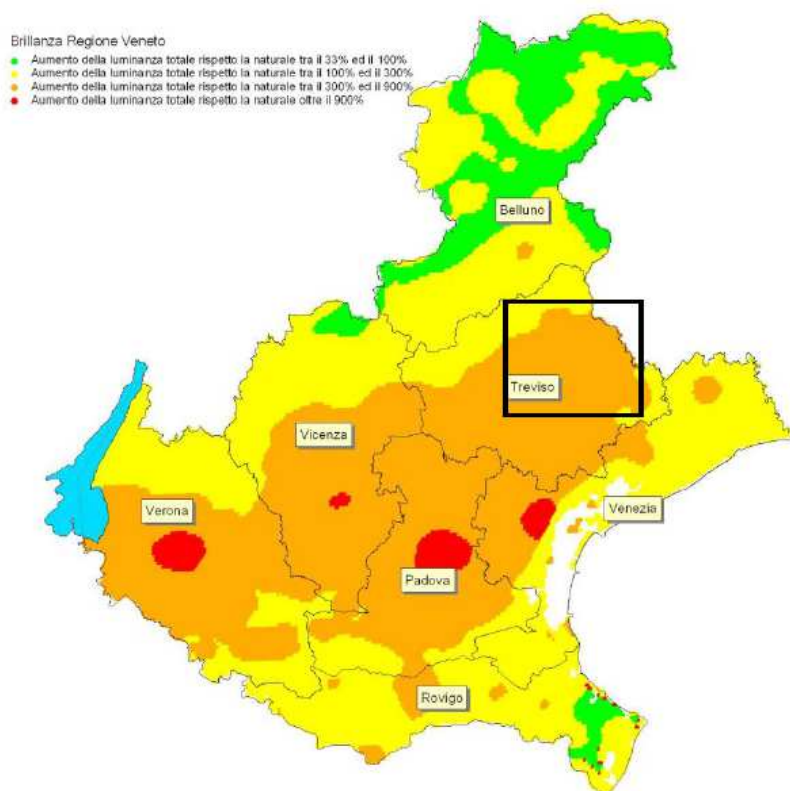 Brillanza Regione Veneto
Aumento della luminanza totale rispetto la naturale tra il 33% ed il 100%
Aumento della luminanza totale rispetto la naturale tra il 100% ed il 300%
Aumento della luminanza totale rispetto la naturale tra il 300% ed il 900%
Aumento della luminanza totale rispetto la naturale oltre il 900%
Belluno
Treviso
Vicenza
Verona
Venezia
Padova
Rovigo